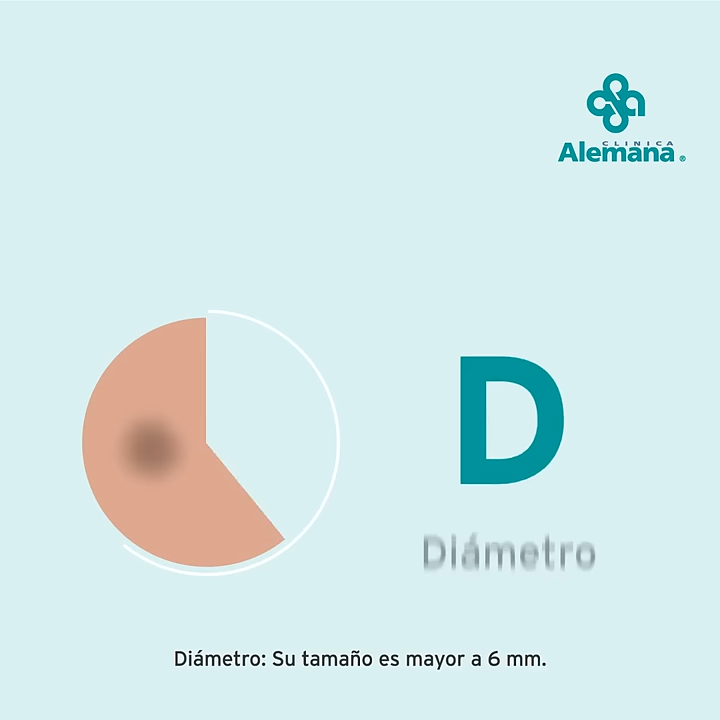 CLINICA
Alemana®
D
Diámetro
Diámetro: Su tamaño es mayor a 6 mm.